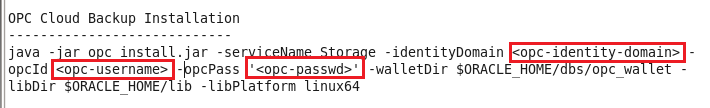 OPC Cloud Backup Installation
---------------------------
java -jar opc_install.jar -serviceName Storage -identityDomain <opc-identity-domain> -
opcId <opc-username> -opcPass '<opc-passwd>' -walletDir $ORACLE_HOME/dbs/opc_wallet -
libDir $ORACLE_HOME/lib -libPlatform linux64